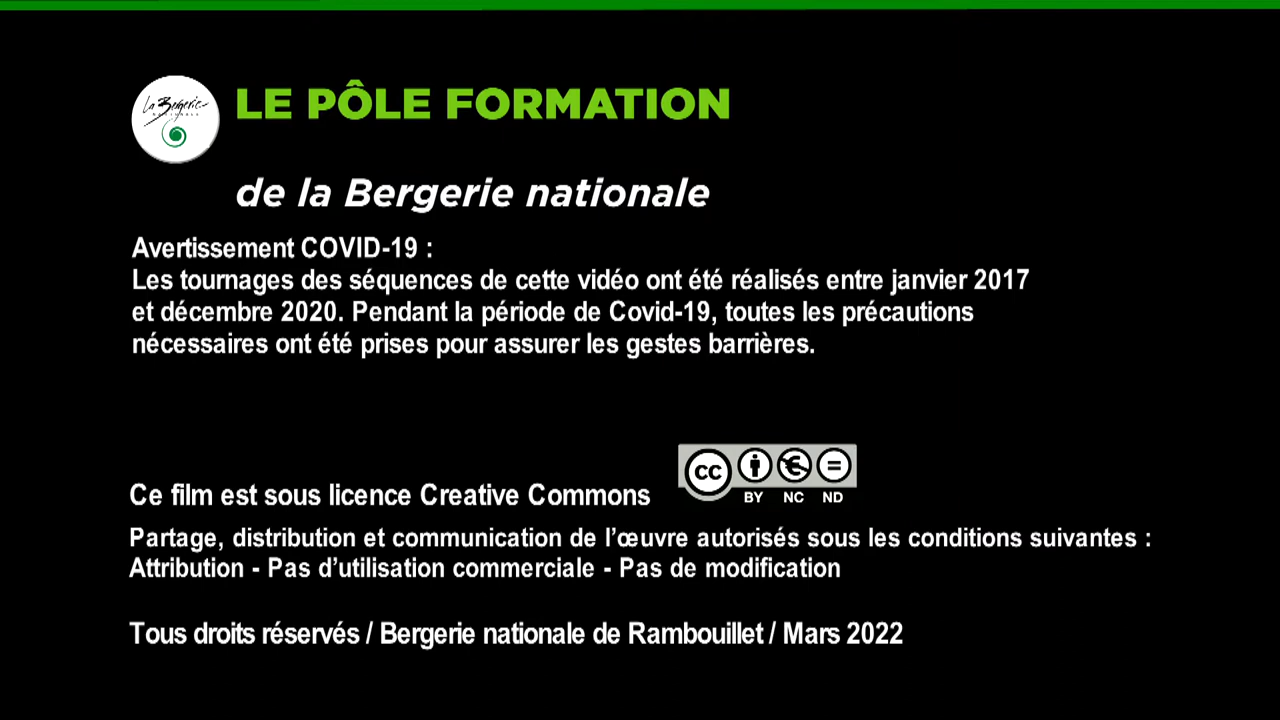 La Bergerie
NATIONALE
LE PÔLE FORMATION
de la Bergerie nationale
Avertissement COVID-19 :
Les tournages des séquences de cette vidéo ont été réalisés entre janvier 2017
et décembre 2020. Pendant la période de Covid-19, toutes les précautions
nécessaires ont été prises pour assurer les gestes barrières.
Ce film est sous licence Creative Commons
cc
BY NC ND
Partage, distribution et communication de l’œuvre autorisés sous les conditions suivantes :
Attribution - Pas d’utilisation commerciale - Pas de modification
Tous droits réservés / Bergerie nationale de Rambouillet / Mars 2022